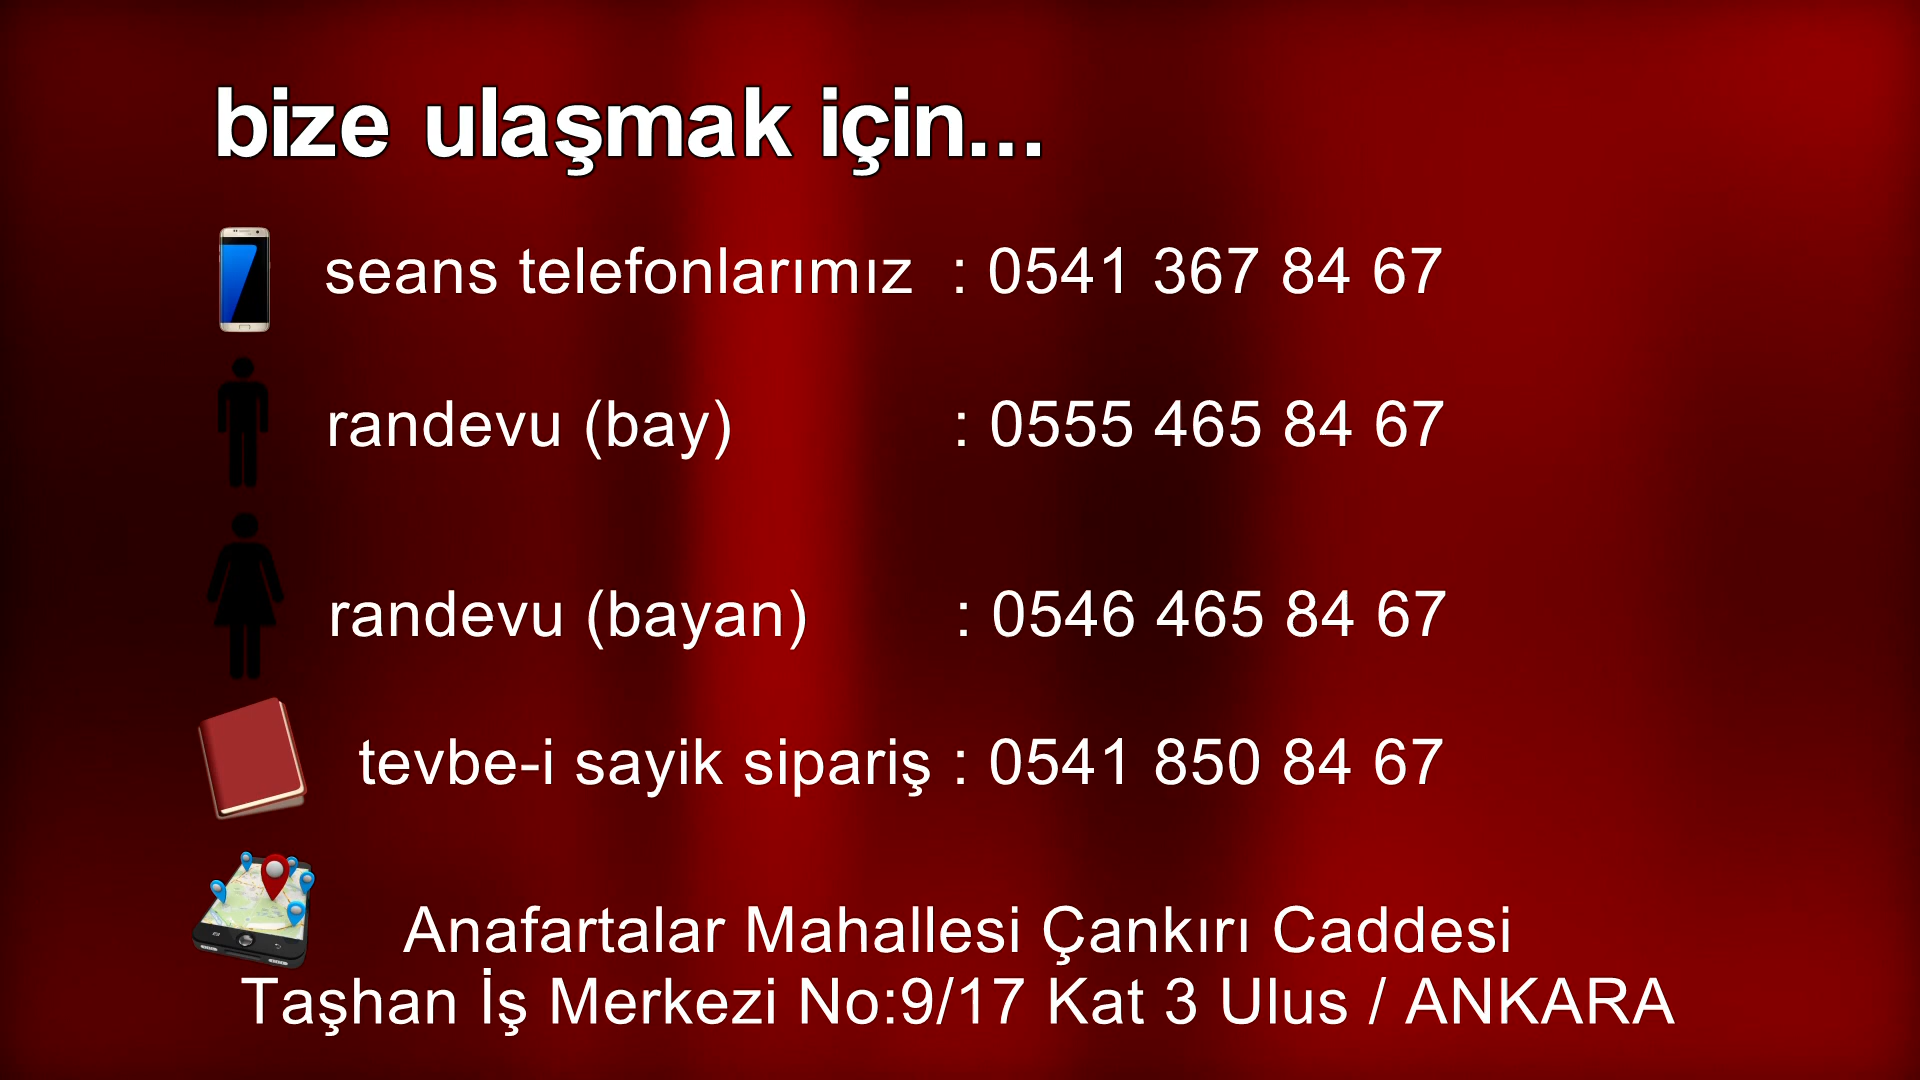 bize ulaşmak için...
seans telefonlarımız : 0541 367 84 67
randevu (bay) : 0555 465 84 67
randevu (bayan) : 0546 465 84 67
tevbe-i sayik sipariş : 0541 850 84 67
Anafartalar Mahallesi Çankırı Caddesi
Taşhan İş Merkezi No:9/17 Kat 3 Ulus / ANKARA